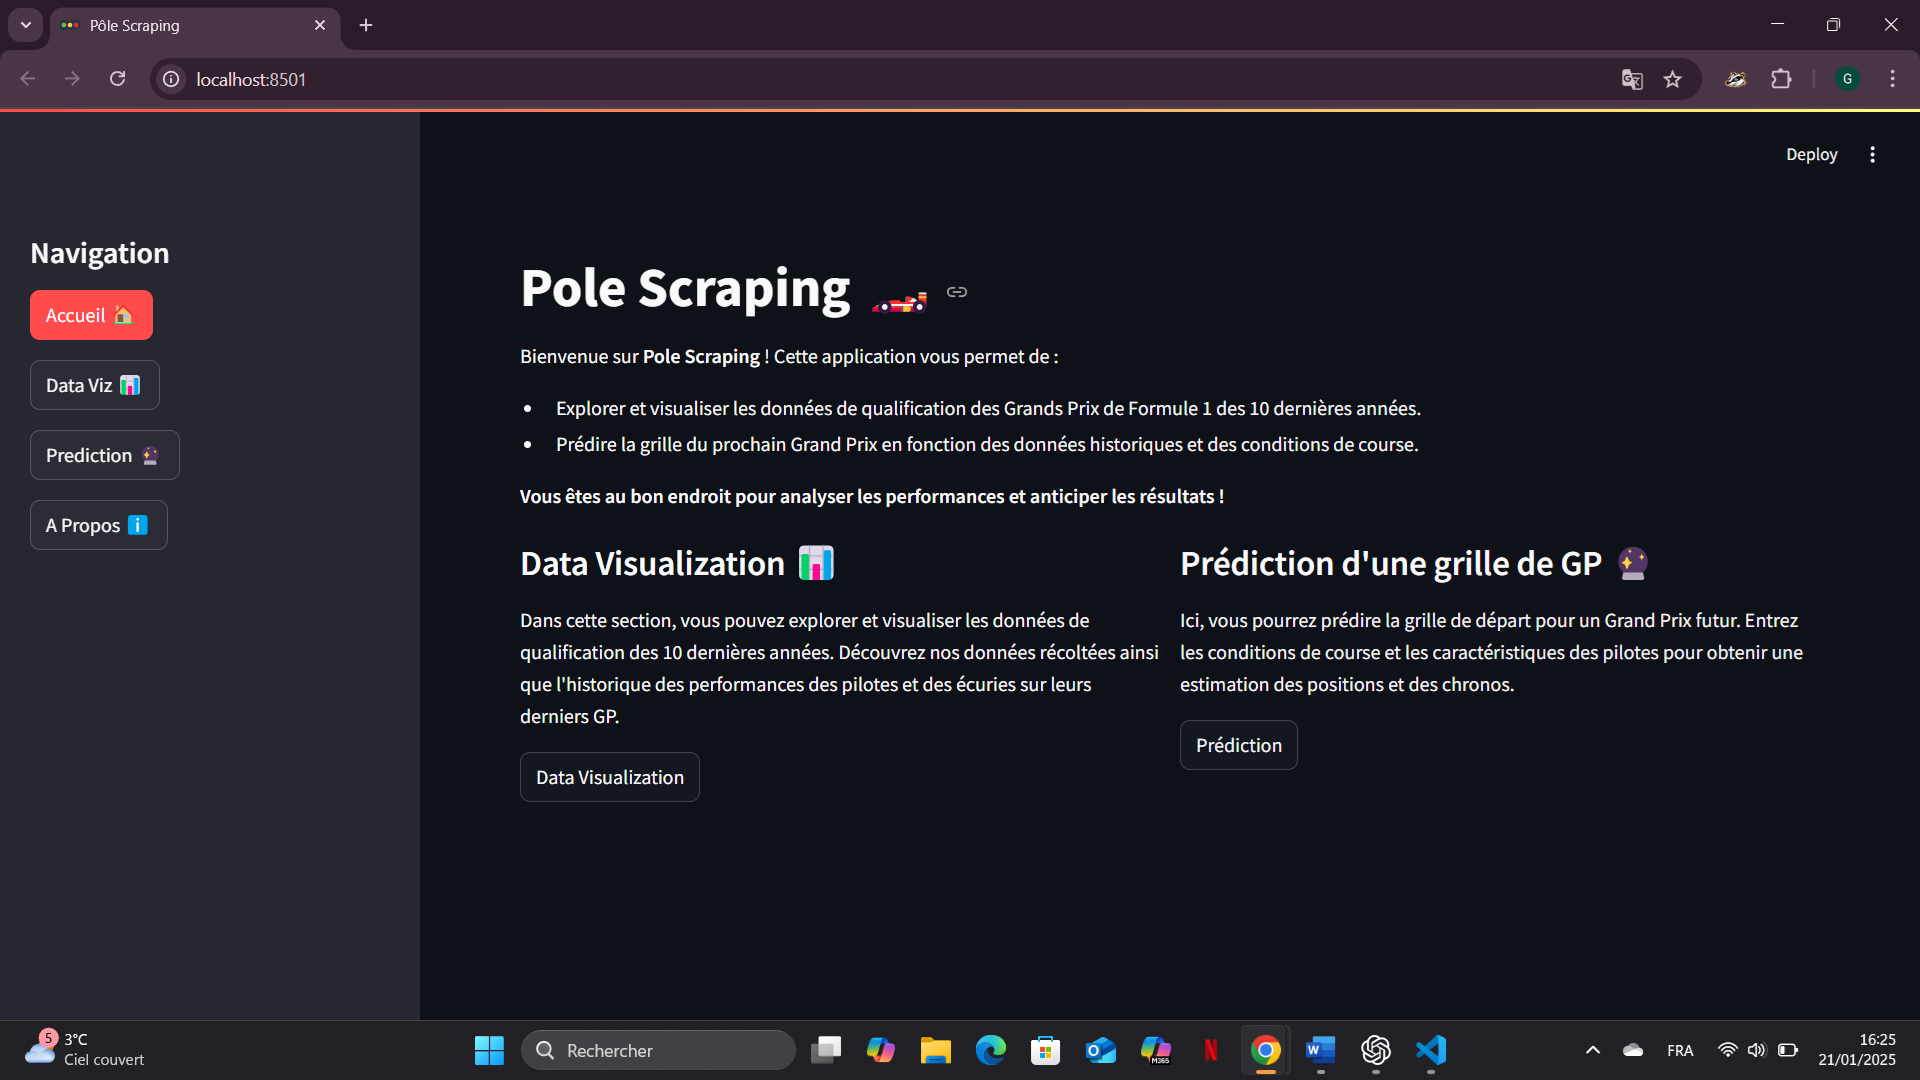 Pôle Scraping
localhost:8501
G
Deploy
Navigation
Accueil
Data Viz
Prediction
A Propos
Pole Scraping
Bienvenue sur Pole Scraping ! Cette application vous permet de :
Explorer et visualiser les données de qualification des Grands Prix de Formule 1 des 10 dernières années.
Prédire la grille du prochain Grand Prix en fonction des données historiques et des conditions de course.
Vous êtes au bon endroit pour analyser les performances et anticiper les résultats !
Data Visualization
Dans cette section, vous pouvez explorer et visualiser les données de
qualification des 10 dernières années. Découvrez nos données récoltées ainsi
que l'historique des performances des pilotes et des écuries sur leurs
derniers GP.
Data Visualization
Prédiction d'une grille de GP
Ici, vous pourrez prédire la grille de départ pour un Grand Prix futur. Entrez
les conditions de course et les caractéristiques des pilotes pour obtenir une
estimation des positions et des chronos.
Prédiction
5
3°C
Ciel couvert
Rechercher
M365
FRA
16:25
21/01/2025